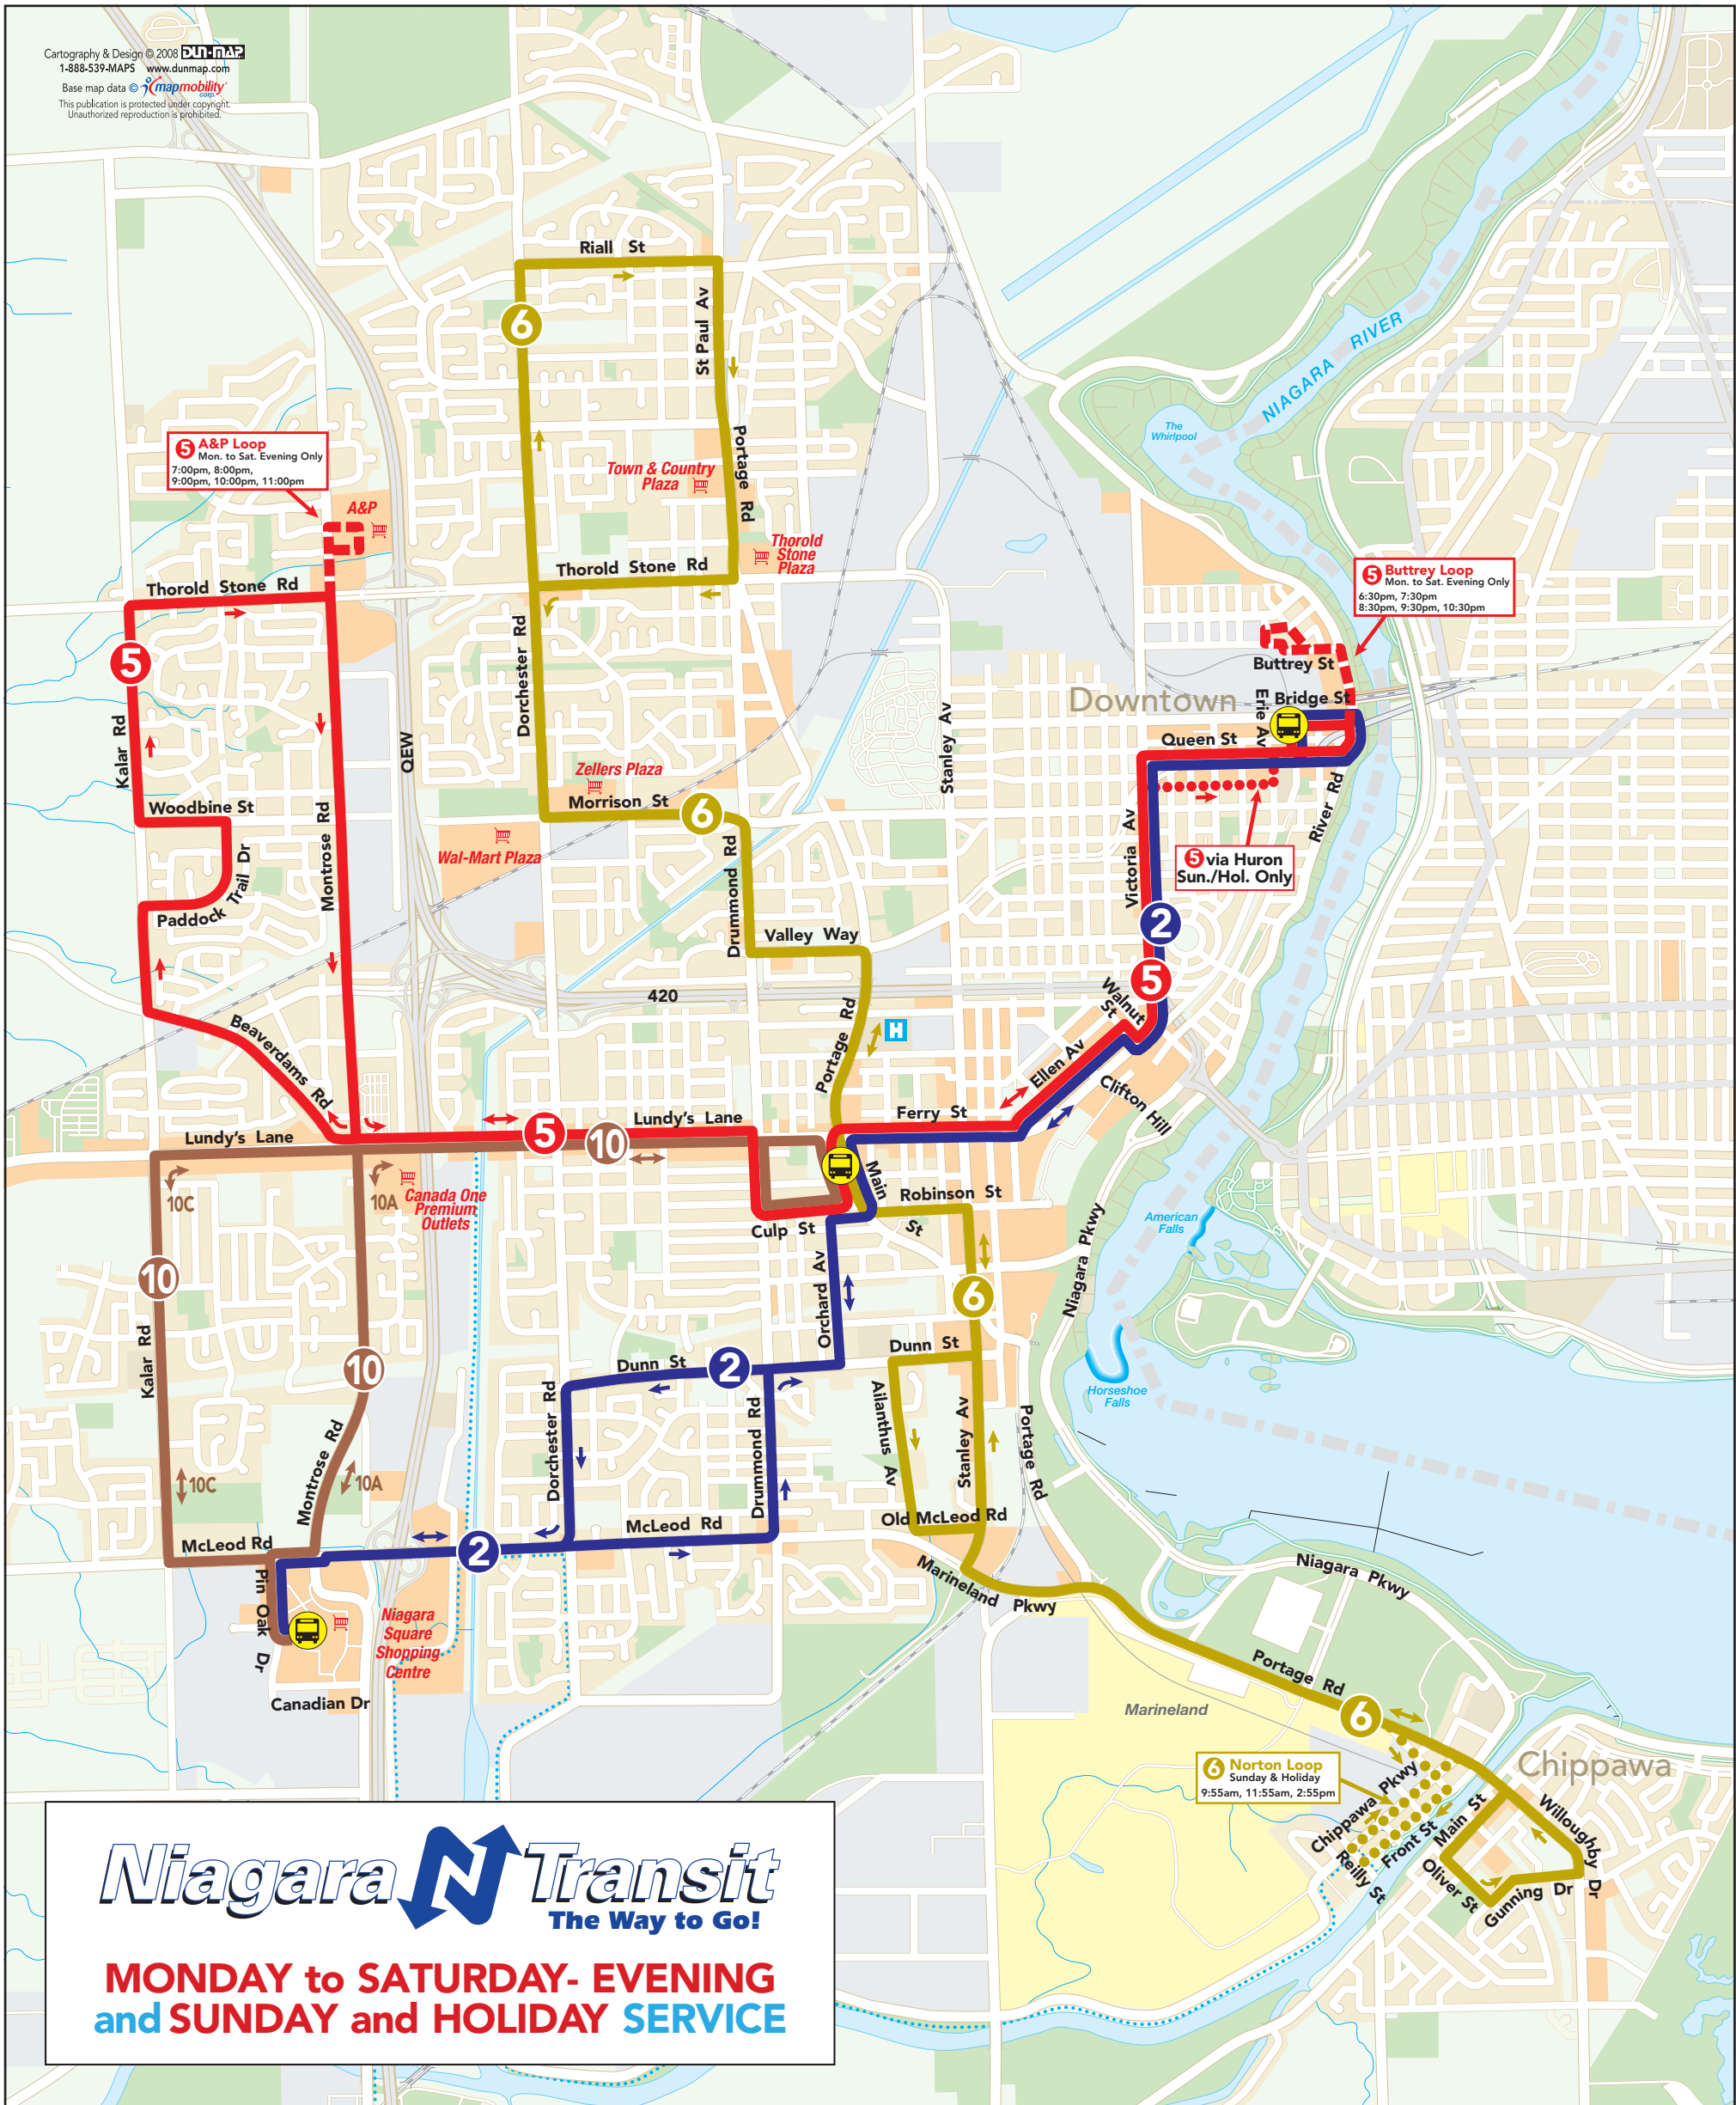 Cartography & Design © 2008 DUN-MAP
1-888-539-MAPS www.dunmap.com
Base map data © mapmobility corp.
This publication is protected under copyright.
Unauthorized reproduction is prohibited.
Riall St
6
St Paul Av
NIAGARA RIVER
The
Whirlpool
5 A&P Loop
Mon. to Sat. Evening Only
7:00pm, 8:00pm,
9:00pm, 10:00pm, 11:00pm
A&P
Town & Country
Plaza
Portage Rd
Thorold
Stone
Plaza
Thorold Stone Rd
Thorold Stone Rd
5 Buttrey Loop
Mon. to Sat. Evening Only
6:30pm, 7:30pm
8:30pm, 9:30pm, 10:30pm
5
Dorchester Rd
Buttrey St
Downtown
Erie Av
Bridge St
Kalar Rd
QEW
Stanley Av
Queen St
Zellers Plaza
Woodbine St
Morrison St
6
Montrose Rd
River Rd
Wal-Mart Plaza
Drummond Rd
Victoria Av
5 via Huron
Sun./Hol. Only
Paddock Trail Dr
2
Valley Way
420
5
Walnut
St
H
Beaverdams Rd
Portage Rd
Ellen Av
Clifton Hill
Lundy's Lane
5
10
Lundy's Lane
Ferry St
10C
10A
Canada One
Premium
Outlets
Main
St
Robinson St
Culp St
American
Falls
Niagara Pkwy
10
Orchard Av
6
Kalar Rd
10
Dunn St
2
Dunn St
Horseshoe
Falls
Dorchester Rd
Drummond Rd
Ailanthus Av
Stanley Av
Portage Rd
Montrose Rd
10C
10A
McLeod Rd
2
McLeod Rd
Old McLeod Rd
Marineland Pkwy
Niagara Pkwy
Pin Oak Dr
Niagara
Square
Shopping
Centre
Canadian Dr
Portage Rd
Marineland
6
Chippawa
6 Norton Loop
Sunday & Holiday
9:55am, 11:55am, 2:55pm
Chippawa Pkwy
Main St
Willoughby Dr
Front St
Reilly St
Oliver St
Gunning Dr
Niagara N Transit
The Way to Go!
MONDAY to SATURDAY- EVENING
and SUNDAY and HOLIDAY SERVICE